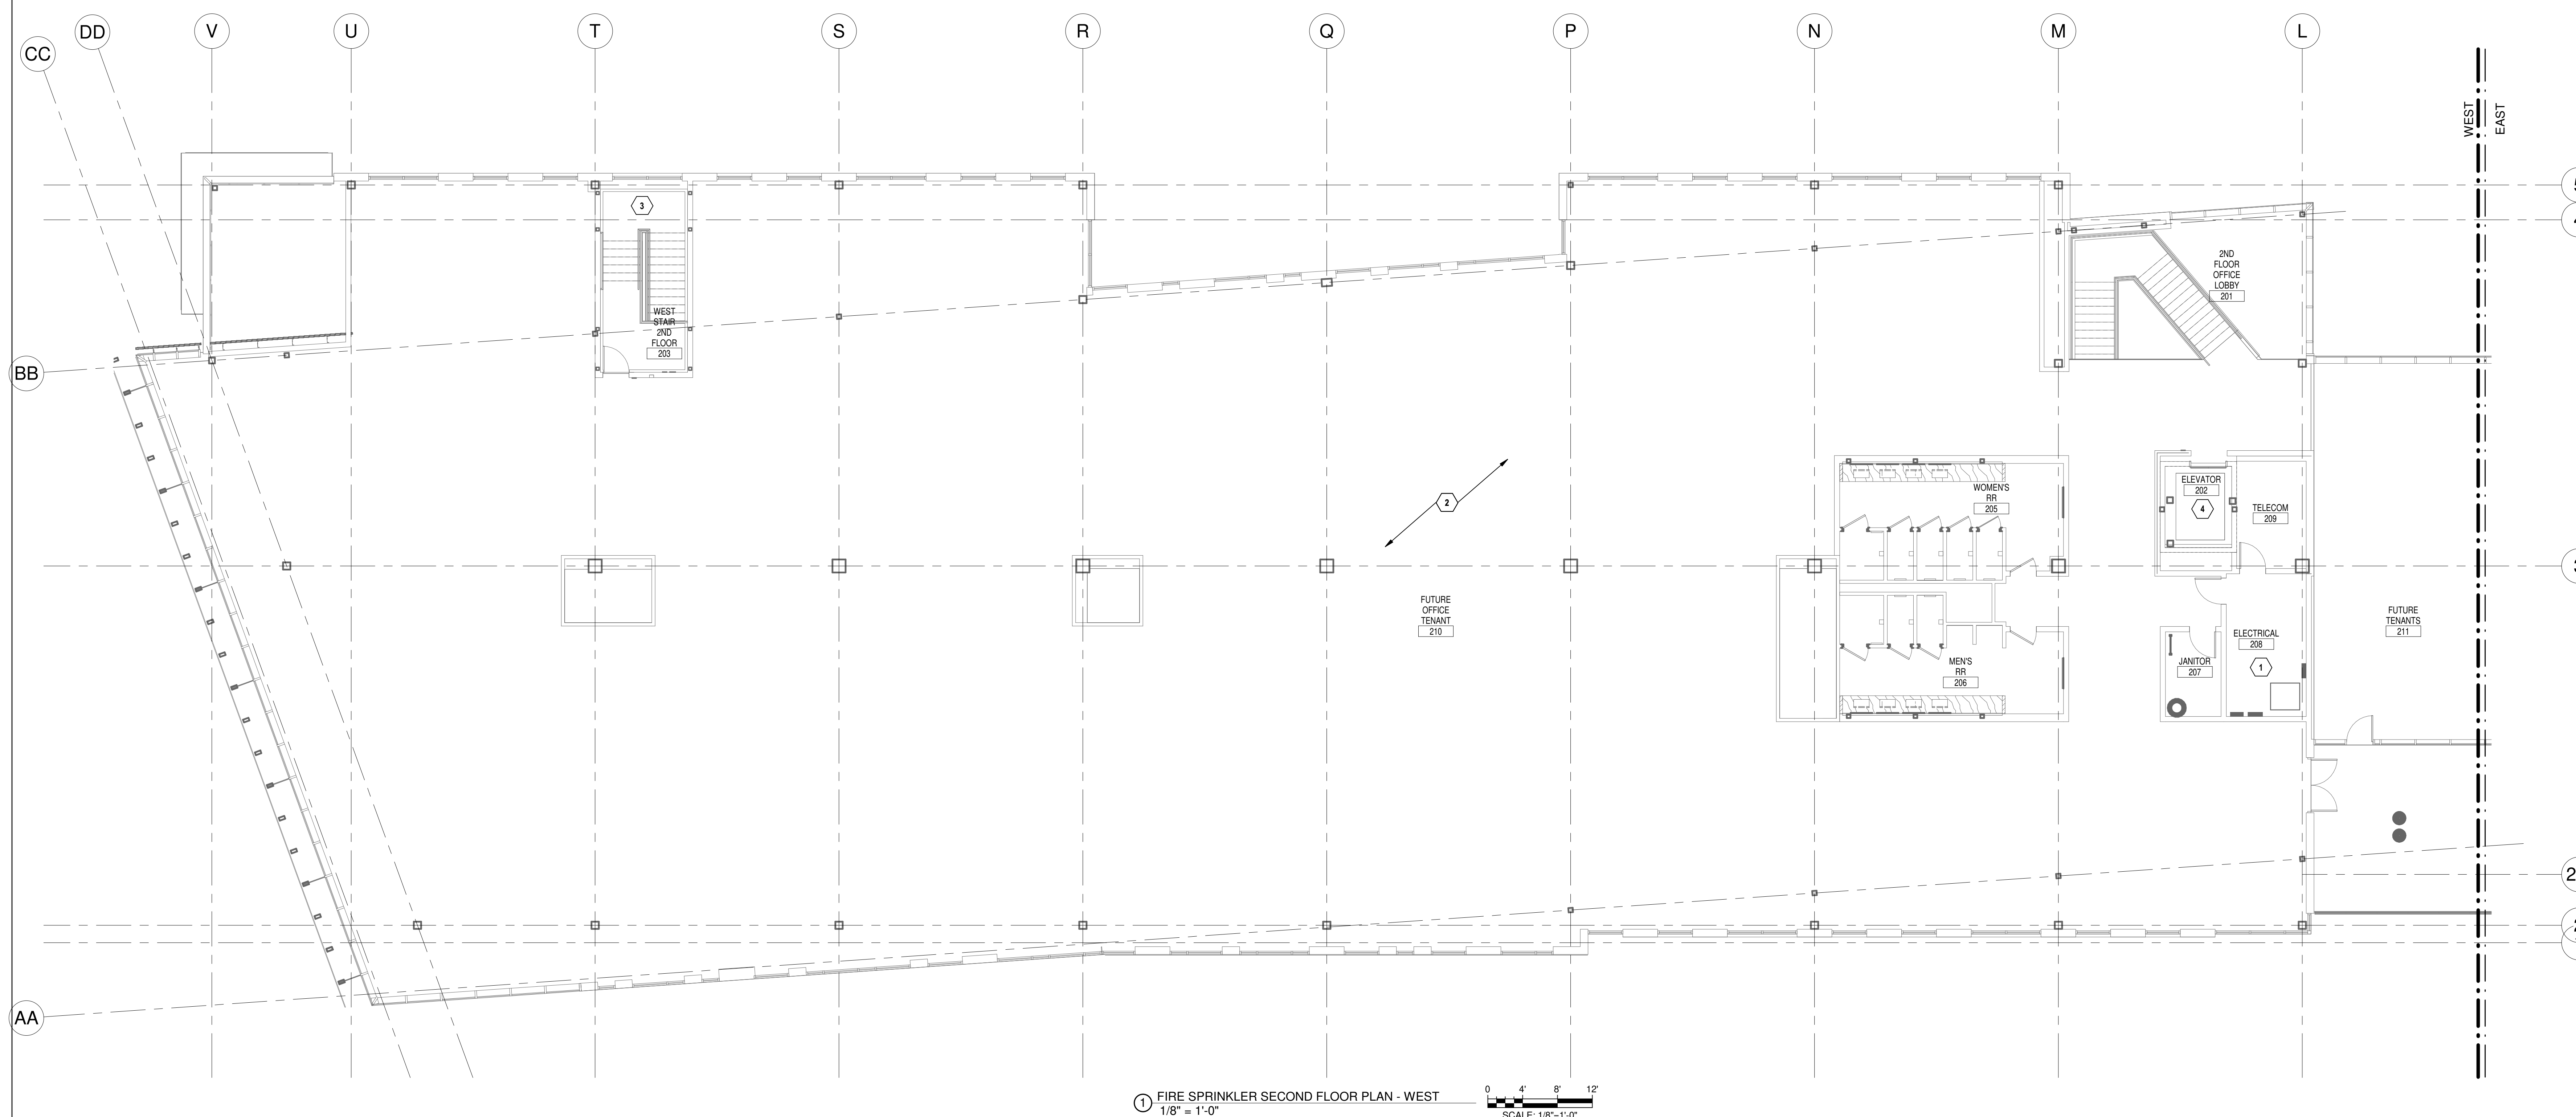 CC
DD
V
U
T
S
R
Q
P
N
M
L
WEST
EAST
3
2ND
FLOOR
OFFICE
LOBBY
201
WEST
STAIR
2ND
FLOOR
203
BB
ELEVATOR
202
4
WOMEN'S
RR
205
2
TELECOM
209
FUTURE
OFFICE
TENANT
210
FUTURE
TENANTS
211
ELECTRICAL
208
1
JANITOR
207
MEN'S
RR
206
2
AA
1
FIRE SPRINKLER SECOND FLOOR PLAN - WEST
1/8" = 1'-0"
0 4' 8' 12'
SCALE: 1/8"=1'-0"